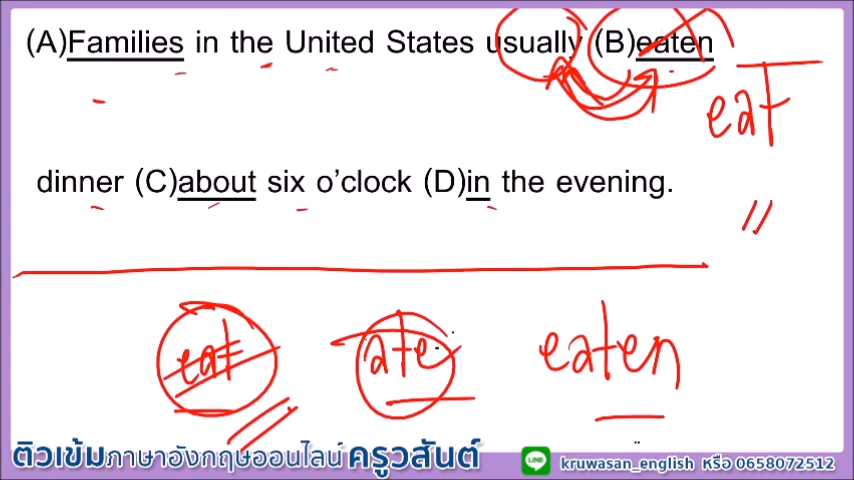 (A)Families in the United States usually (B)eaten
eat
dinner (C)about six o’clock (D)in the evening.
eat ate eaten
ติวเข้มภาษาอังกฤษออนไลน์ ครูวสันต์ LINE kruwasan_english หรือ 0658072512